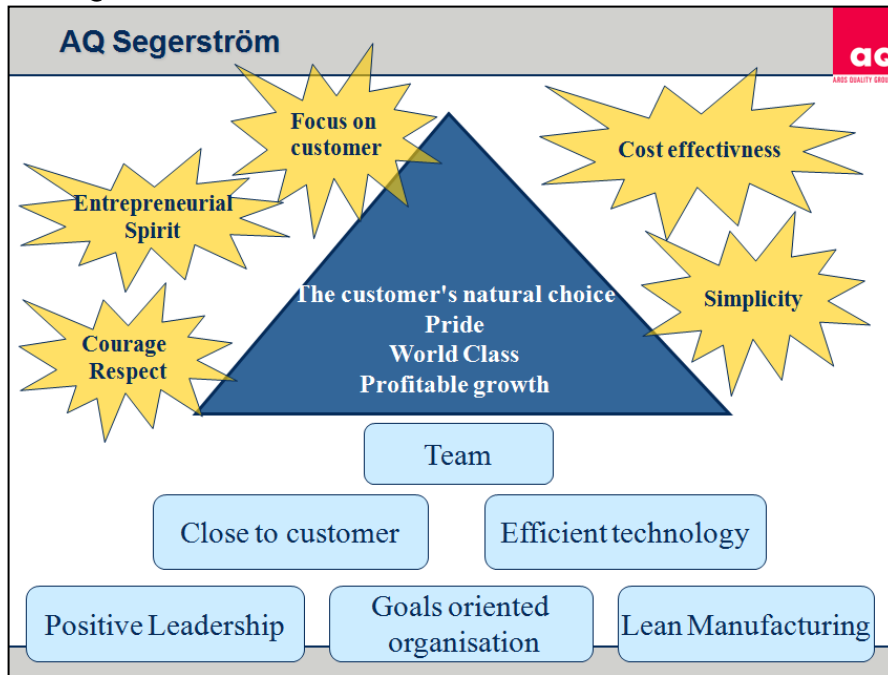 AQ Segerström
aq
AROS QUALITY GROUP
Focus on
customer
Cost effectivness
Entrepreneurial
Spirit
Simplicity
Courage
Respect
The customer's natural choice
Pride
World Class
Profitable growth
Team
Close to customer
Efficient technology
Positive Leadership
Goals oriented
organisation
Lean Manufacturing